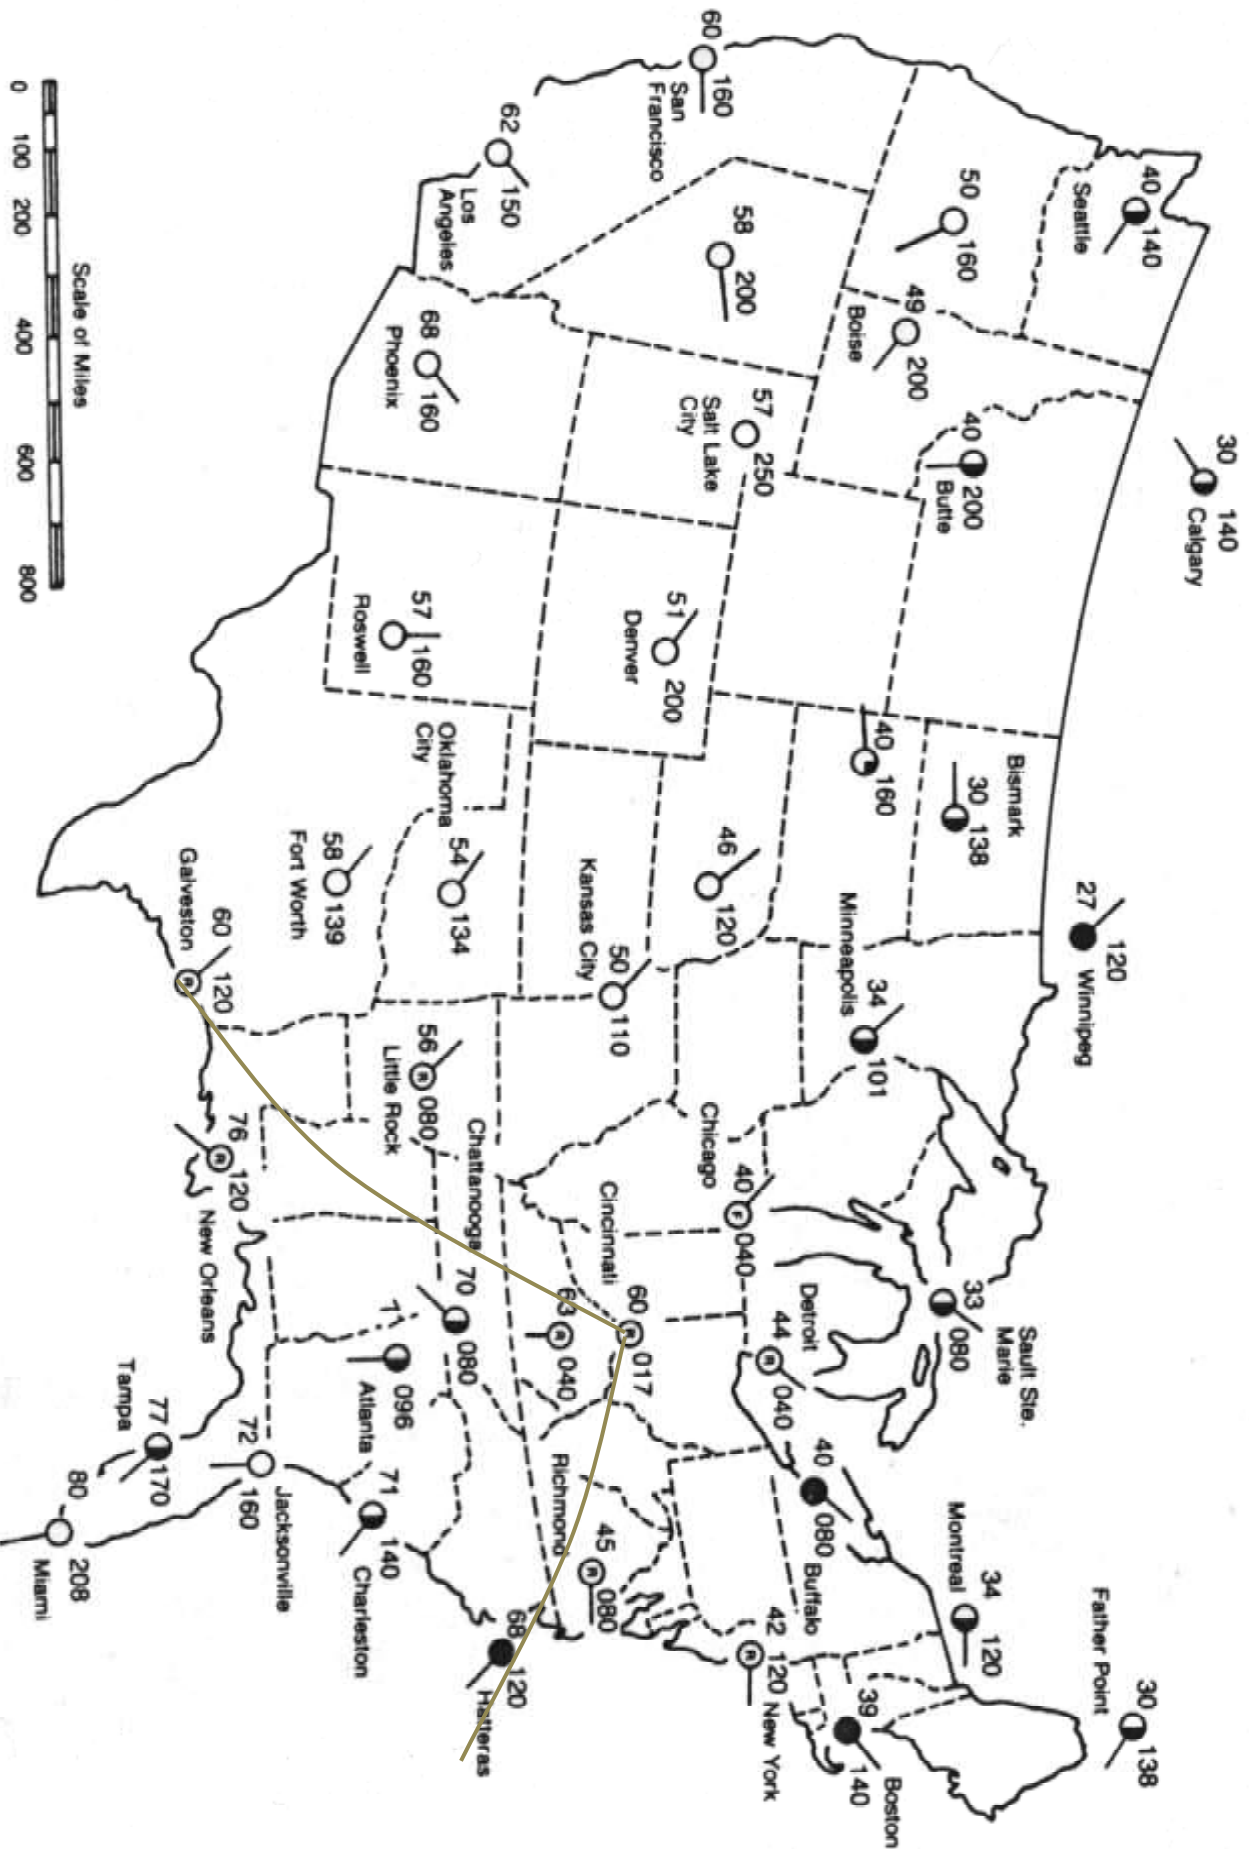 30
140
Calgary
30
138
Father Point
40
140
Seattle
27
120
Winnipeg
Bismark
30
138
Sault Ste.
Marie
33
080
Montreal
34
120
50
160
40
200
Butte
49
200
Boise
40
160
Minneapolis
34
101
39
140
Boston
40
080
Buffalo
Detroit
44
040
42
120
New York
58
200
57
250
Salt Lake
City
46
120
Chicago
40
040
60
160
San
Francisco
51
200
Denver
Kansas City
50
110
Cincinnati
60
017
63
040
Richmond
45
080
62
150
Los
Angeles
Oklahoma
City
54
134
Chattanooga
70
080
68
120
Hatteras
68
160
Phoenix
57
160
Roswell
56
080
Little Rock
71
096
Atlanta
71
140
Charleston
58
139
Fort Worth
72
160
Jacksonville
60
120
Galveston
76
120
New Orleans
77
170
Tampa
80
208
Miami
Scale of Miles
0 100 200 400 600 800
R
R
R
F
R
R
R
R
R